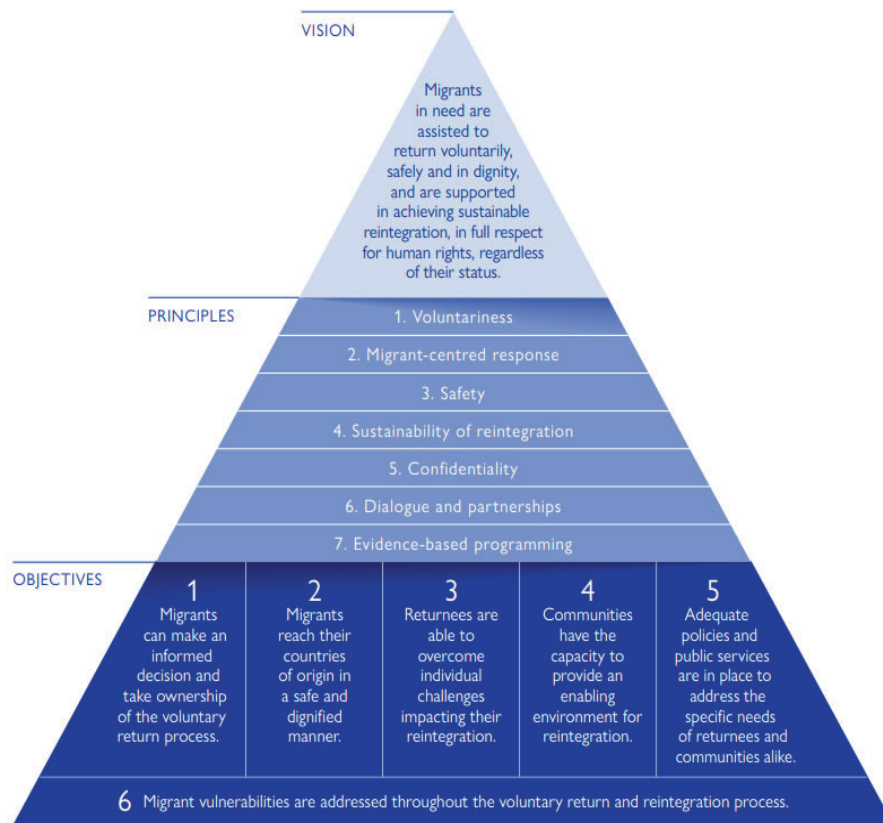 VISION
Migrants
in need are
assisted to
return voluntarily,
safely and in dignity,
and are supported
in achieving sustainable
reintegration, in full respect
for human rights, regardless
of their status.
PRINCIPLES
1. Voluntariness
2. Migrant-centred response
3. Safety
4. Sustainability of reintegration
5. Confidentiality
6. Dialogue and partnerships
7. Evidence-based programming
OBJECTIVES
1
Migrants
can make an
informed
decision and
take ownership
of the voluntary
return process.
2
Migrants
reach their
countries
of origin in
a safe and
dignified
manner.
3
Returnees are
able to
overcome
individual
challenges
impacting their
reintegration.
4
Communities
have the
capacity to
provide an
enabling
environment for
reintegration.
5
Adequate
policies and
public services
are in place to
address the
specific needs
of returnees and
communities alike.
6 Migrant vulnerabilities are addressed throughout the voluntary return and reintegration process.